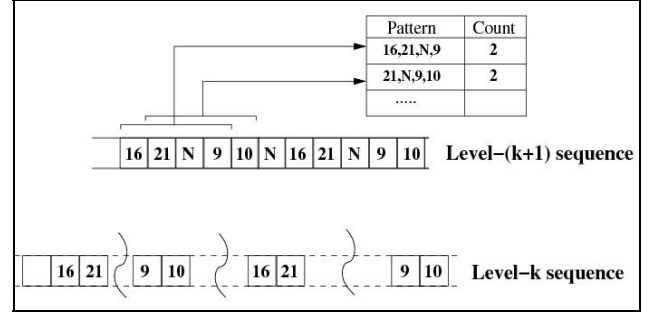 Pattern Count
16,21,N,9 2
21,N,9,10 2
.....
16 21 N 9 10 N 16 21 N 9 10 Level-(k+1) sequence
16 21 9 10 16 21 9 10 Level-k sequence